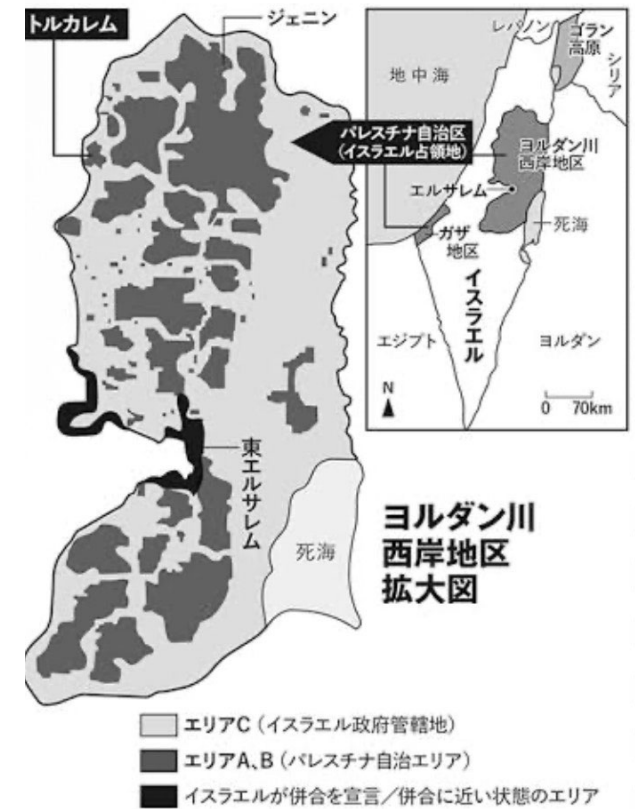 トルカレム
ジェニン
レバノン
ゴラン
高原
シリア
地中海
パレスチナ自治区
(イスラエル占領地)
ヨルダン川
西岸地区
エルサレム
死海
ガザ
地区
イスラエル
エジプト
ヨルダン
N
0 70km
東エルサレム
死海
ヨルダン川
西岸地区
拡大図
エリアC(イスラエル政府管轄地)
エリアA、B(パレスチナ自治エリア)
イスラエルが併合を宣言/併合に近い状態のエリア